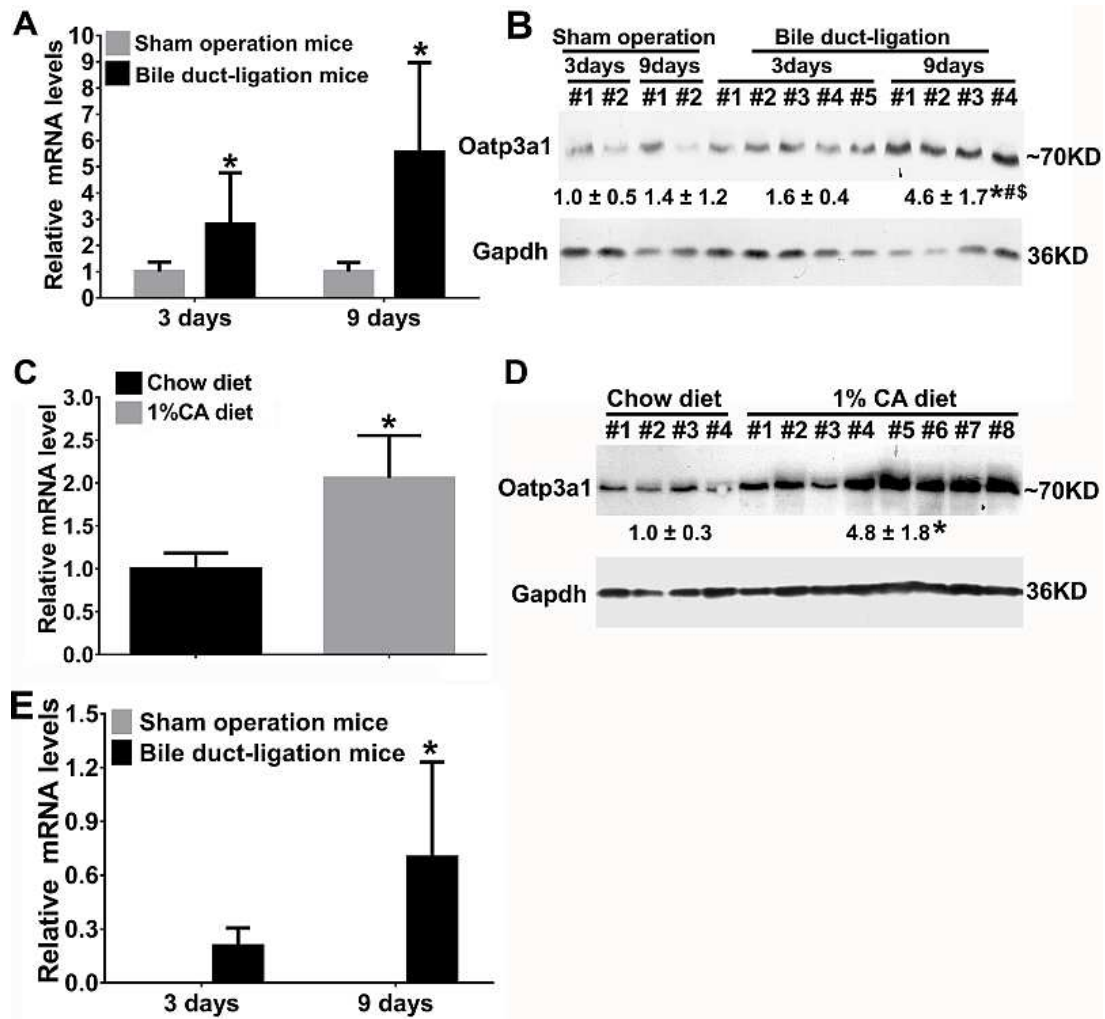 A
Relative mRNA levels
Sham operation mice
Bile duct-ligation mice
10
9
8
7
6
5
4
3
2
1
0
*
*
3 days
9 days
B
Sham operation
Bile duct-ligation
3days
9days
3days
9days
#1 #2
#1 #2
#1 #2 #3 #4 #5
#1 #2 #3 #4
Oatp3a1
~70KD
1.0 ± 0.5
1.4 ± 1.2
1.6 ± 0.4
4.6 ± 1.7*#$
Gapdh
36KD
C
Chow diet
1%CA diet
Relative mRNA level
3.0
2.5
2.0
1.5
1.0
0.5
0.0
*
D
Chow diet
1% CA diet
#1 #2 #3 #4
#1 #2 #3 #4 #5 #6 #7 #8
Oatp3a1
~70KD
1.0 ± 0.3
4.8 ± 1.8*
Gapdh
36KD
E
Relative mRNA levels
Sham operation mice
Bile duct-ligation mice
1.5
1.2
0.9
0.6
0.3
0.0
*
3 days
9 days